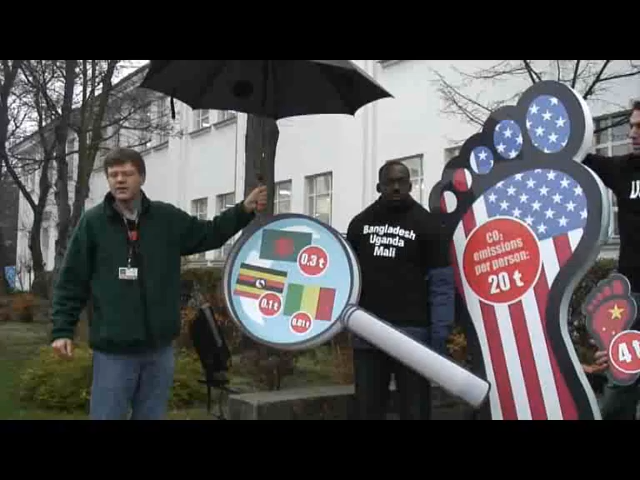 0.3 t
0.1 t
0.01 t
Bangladesh
Uganda
Mali
CO₂
emissions
per person:
20 t
4 t